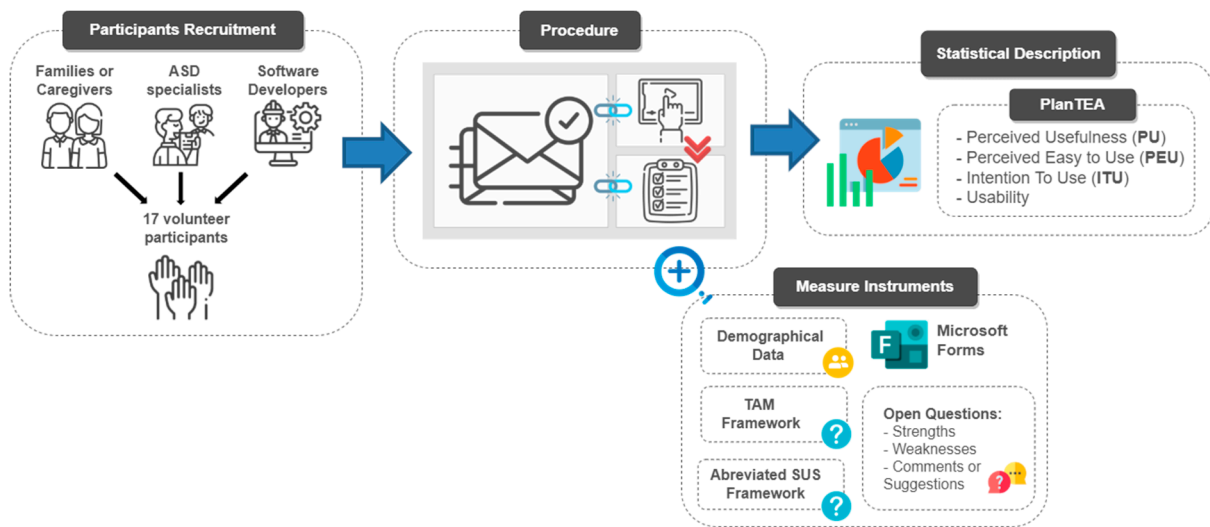 Participants Recruitment
Families or
Caregivers
ASD
specialists
Software
Developers
17 volunteer
participants
Procedure
Statistical Description
PlanTEA
- Perceived Usefulness (PU)
- Perceived Easy to Use (PEU)
- Intention To Use (ITU)
- Usability
Measure Instruments
Demographical
Data
F
Microsoft
Forms
TAM
Framework
?
Abreviated SUS
Framework
?
Open Questions:
- Strengths
- Weaknesses
- Comments or
Suggestions
?